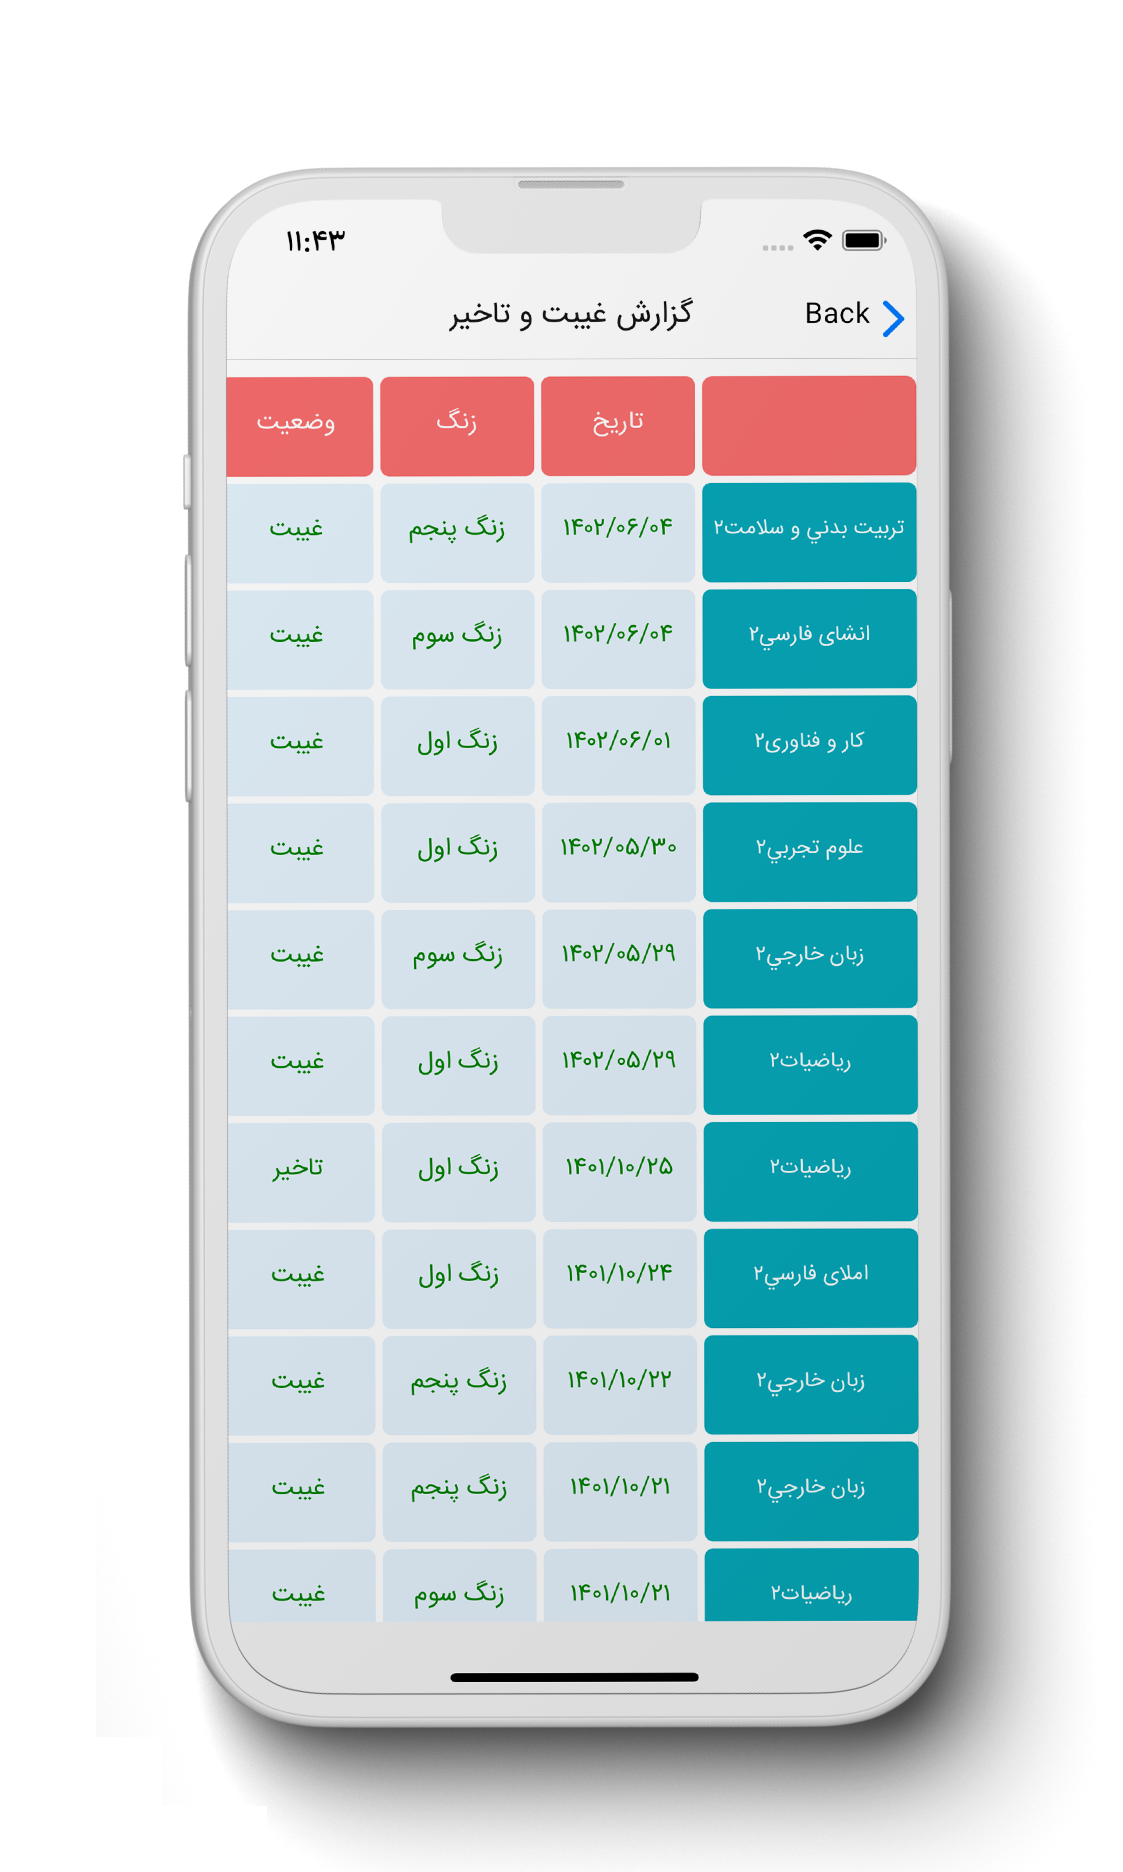 ۱۱:۴۳
Back
گزارش غیبت و تاخیر
تاریخ زنگ وضعیت
تربیت بدني و سلامت۲ ۱۴۰۲/۰۶/۰۴ زنگ پنجم غیبت
انشای فارسي۲ ۱۴۰۲/۰۶/۰۴ زنگ سوم غیبت
کار و فناوری۲ ۱۴۰۲/۰۶/۰۱ زنگ اول غیبت
علوم تجربي۲ ۱۴۰۲/۰۵/۳۰ زنگ اول غیبت
زبان خارجي۲ ۱۴۰۲/۰۵/۲۹ زنگ سوم غیبت
ریاضیات۲ ۱۴۰۲/۰۵/۲۹ زنگ اول غیبت
ریاضیات۲ ۱۴۰۱/۱۰/۲۵ زنگ اول تاخیر
املای فارسي۲ ۱۴۰۱/۱۰/۲۴ زنگ اول غیبت
زبان خارجي۲ ۱۴۰۱/۱۰/۲۲ زنگ پنجم غیبت
زبان خارجي۲ ۱۴۰۱/۱۰/۲۱ زنگ پنجم غیبت
ریاضیات۲ ۱۴۰۱/۱۰/۲۱ زنگ سوم غیبت